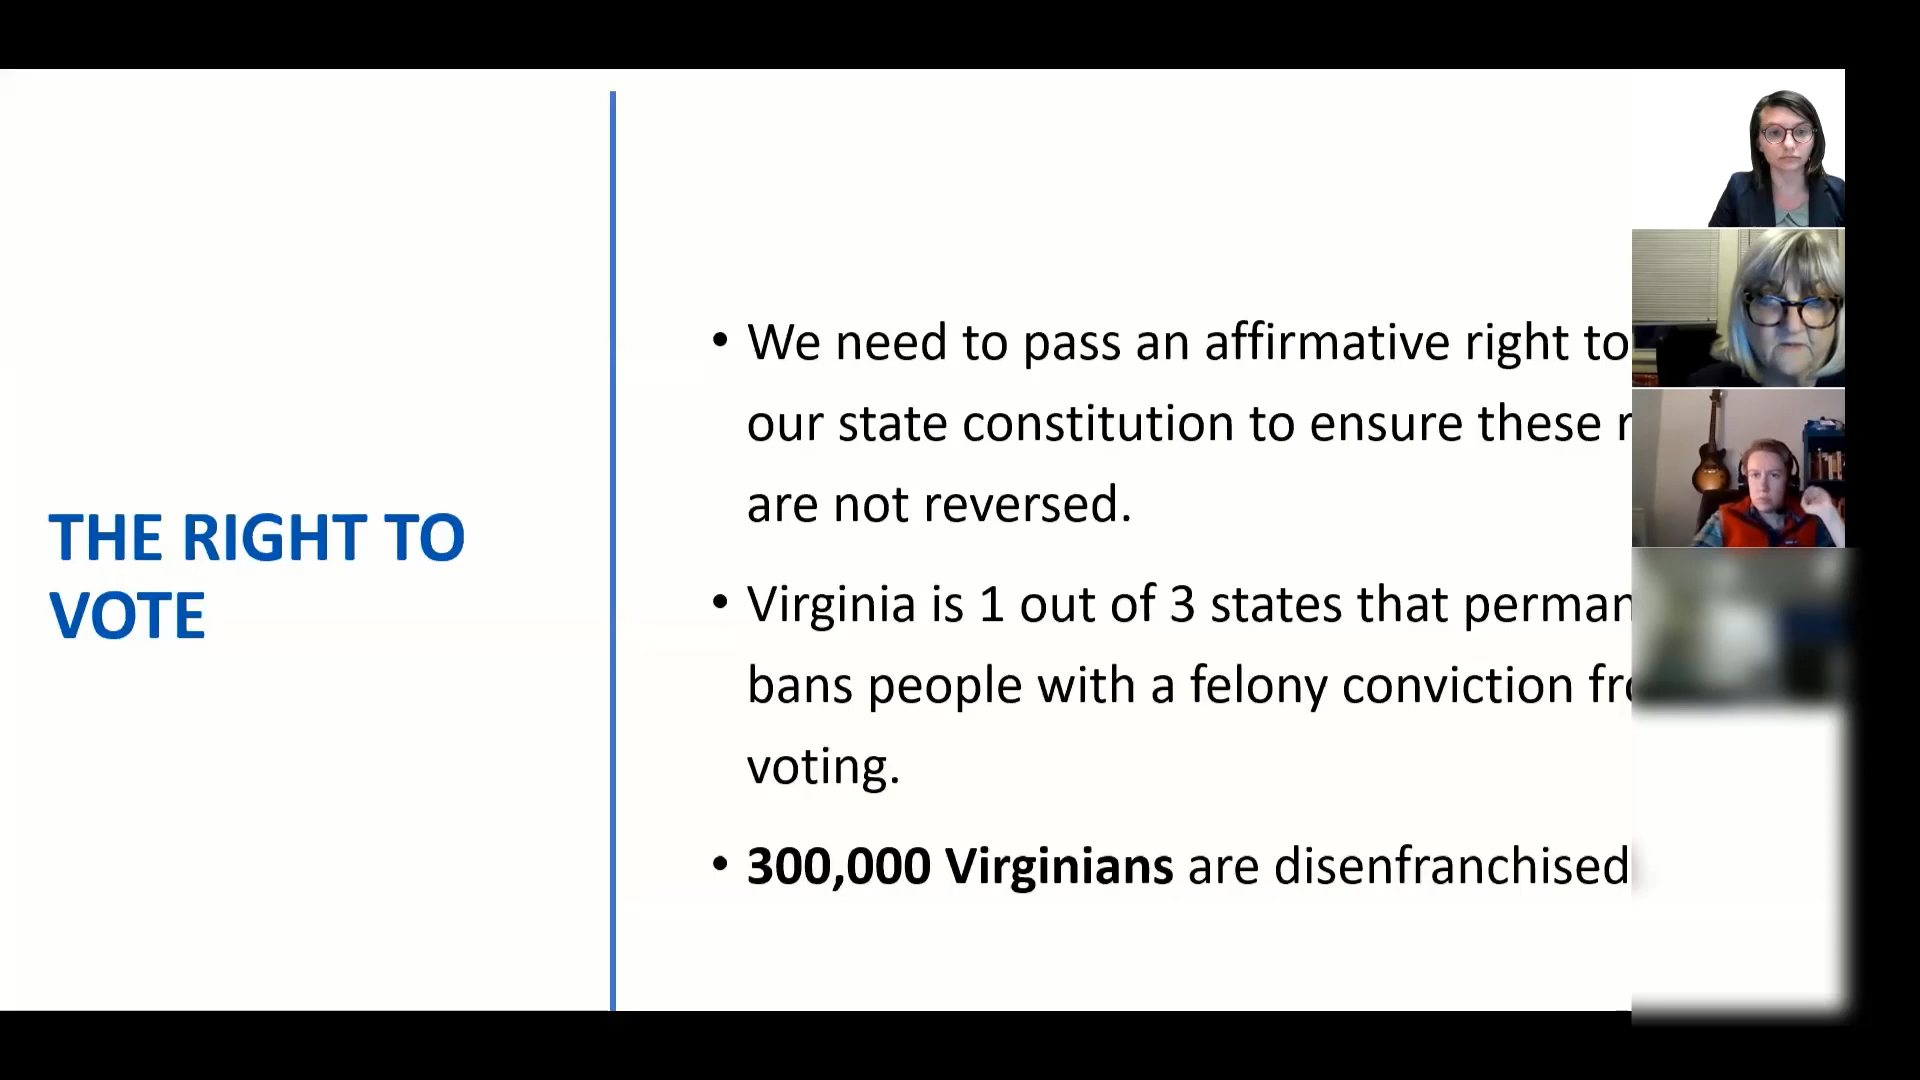 THE RIGHT TO
VOTE
• We need to pass an affirmative right to
our state constitution to ensure these
are not reversed.
• Virginia is 1 out of 3 states that
bans people with a felony conviction
voting.
• 300,000 Virginians are disenfranchised